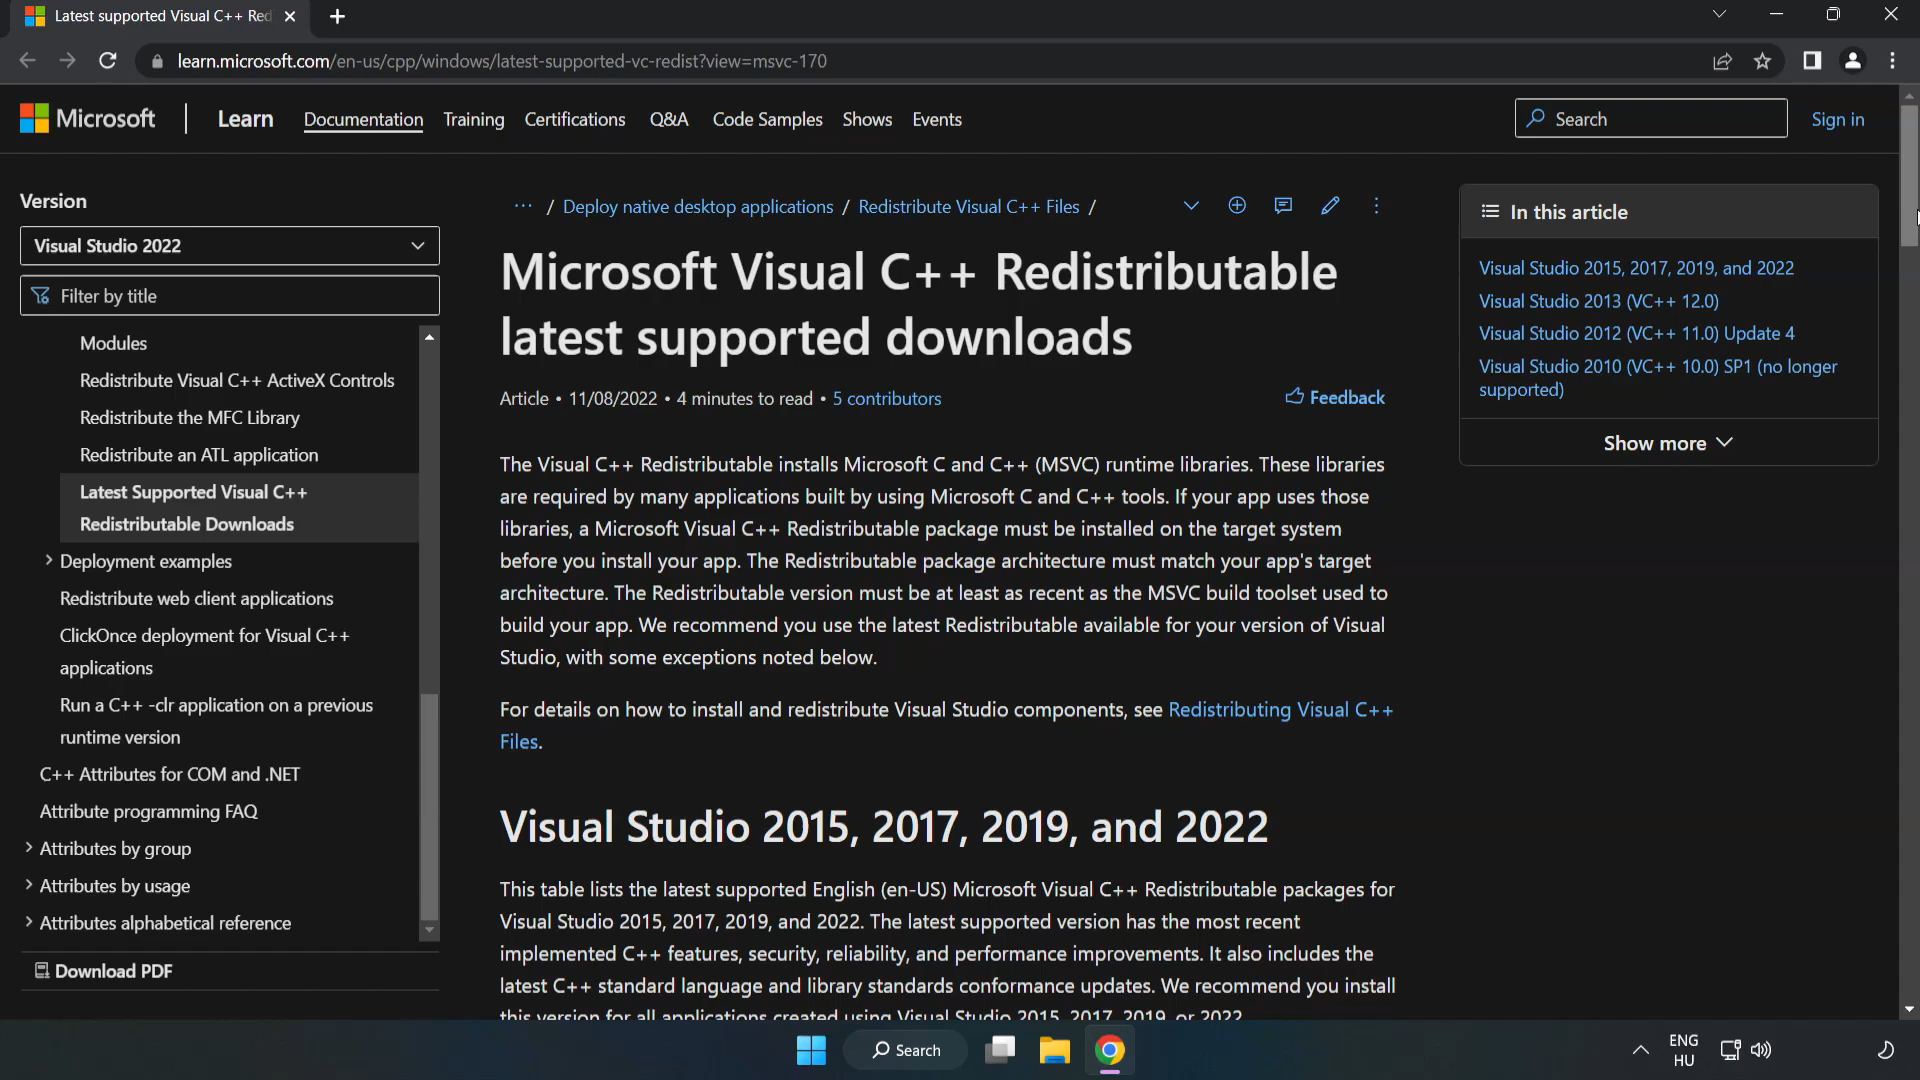 Latest supported Visual C++ Red
learn.microsoft.com/en-us/cpp/windows/latest-supported-vc-redist?view=msvc-170
Microsoft
Learn
Documentation
Training
Certifications
Q&A
Code Samples
Shows
Events
Search
Sign in
Version
Visual Studio 2022
Filter by title
Modules
Redistribute Visual C++ ActiveX Controls
Redistribute the MFC Library
Redistribute an ATL application
Latest Supported Visual C++
Redistributable Downloads
Deployment examples
Redistribute web client applications
ClickOnce deployment for Visual C++
applications
Run a C++ -clr application on a previous
runtime version
C++ Attributes for COM and .NET
Attribute programming FAQ
Attributes by group
Attributes by usage
Attributes alphabetical reference
Download PDF
··· / Deploy native desktop applications / Redistribute Visual C++ Files /
Microsoft Visual C++ Redistributable
latest supported downloads
Article • 11/08/2022 • 4 minutes to read • 5 contributors
Feedback
The Visual C++ Redistributable installs Microsoft C and C++ (MSVC) runtime libraries. These libraries
are required by many applications built by using Microsoft C and C++ tools. If your app uses those
libraries, a Microsoft Visual C++ Redistributable package must be installed on the target system
before you install your app. The Redistributable package architecture must match your app's target
architecture. The Redistributable version must be at least as recent as the MSVC build toolset used to
build your app. We recommend you use the latest Redistributable available for your version of Visual
Studio, with some exceptions noted below.
For details on how to install and redistribute Visual Studio components, see Redistributing Visual C++
Files.
Visual Studio 2015, 2017, 2019, and 2022
This table lists the latest supported English (en-US) Microsoft Visual C++ Redistributable packages for
Visual Studio 2015, 2017, 2019, and 2022. The latest supported version has the most recent
implemented C++ features, security, reliability, and performance improvements. It also includes the
latest C++ standard language and library standards conformance updates. We recommend you install
this version for all applications created using Visual Studio 2015, 2017, 2019, or 2022.
In this article
Visual Studio 2015, 2017, 2019, and 2022
Visual Studio 2013 (VC++ 12.0)
Visual Studio 2012 (VC++ 11.0) Update 4
Visual Studio 2010 (VC++ 10.0) SP1 (no longer
supported)
Show more
Search
ENG
HU